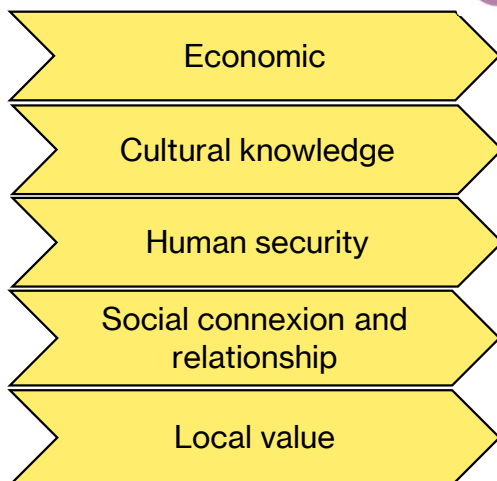 Economic
Cultural knowledge
Human security
Social connexion and
relationship
Local value